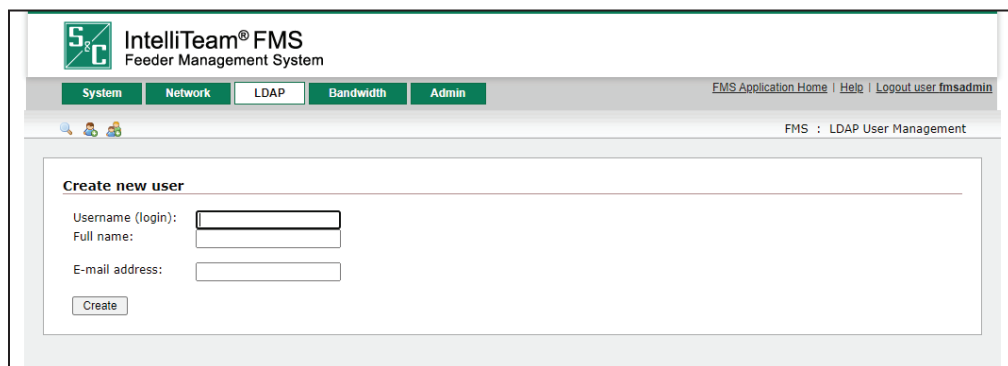 S&C
IntelliTeam® FMS
Feeder Management System
System Network LDAP Bandwidth Admin
FMS Application Home | Help | Logout user fmsadmin
FMS : LDAP User Management
Create new user
Username (login):
Full name:
E-mail address:
Create